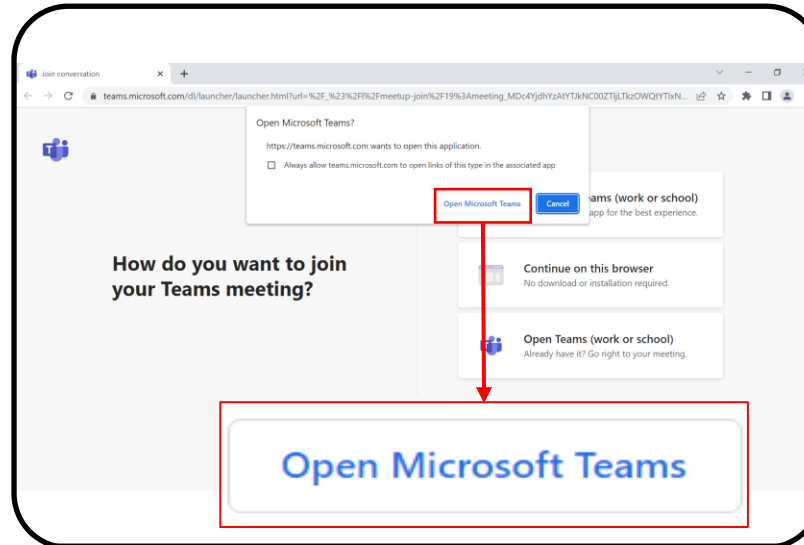 Join conversation
teams.microsoft.com/dl/launcher/launcher.html?url=%2F_%23%2Fl%2Fmeetup-join%2F19%3Ameeting_
Open Microsoft Teams?
https://teams.microsoft.com wants to open this application.
Always allow teams.microsoft.com to open links of this type in the associated app
Open Microsoft Teams
Cancel
ams (work or school)
app for the best experience.
How do you want to join
your Teams meeting?
Continue on this browser
No download or installation required.
Open Teams (work or school)
Already have it? Go right to your meeting.
Open Microsoft Teams